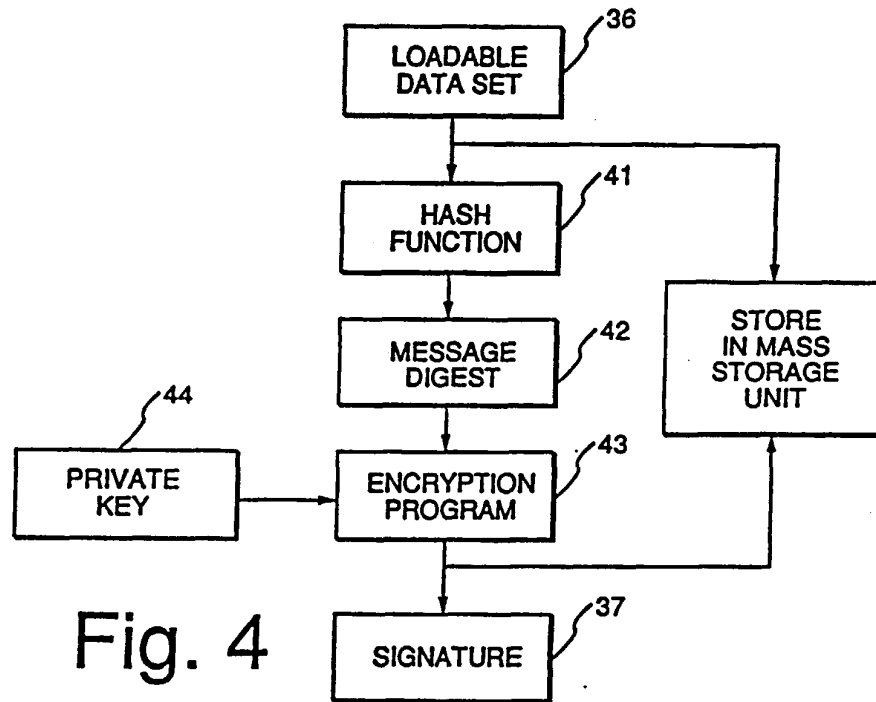 36
LOADABLE
DATA SET
41
HASH
FUNCTION
42
MESSAGE
DIGEST
STORE
IN MASS
STORAGE
UNIT
44
PRIVATE
KEY
43
ENCRYPTION
PROGRAM
37
SIGNATURE
Fig. 4